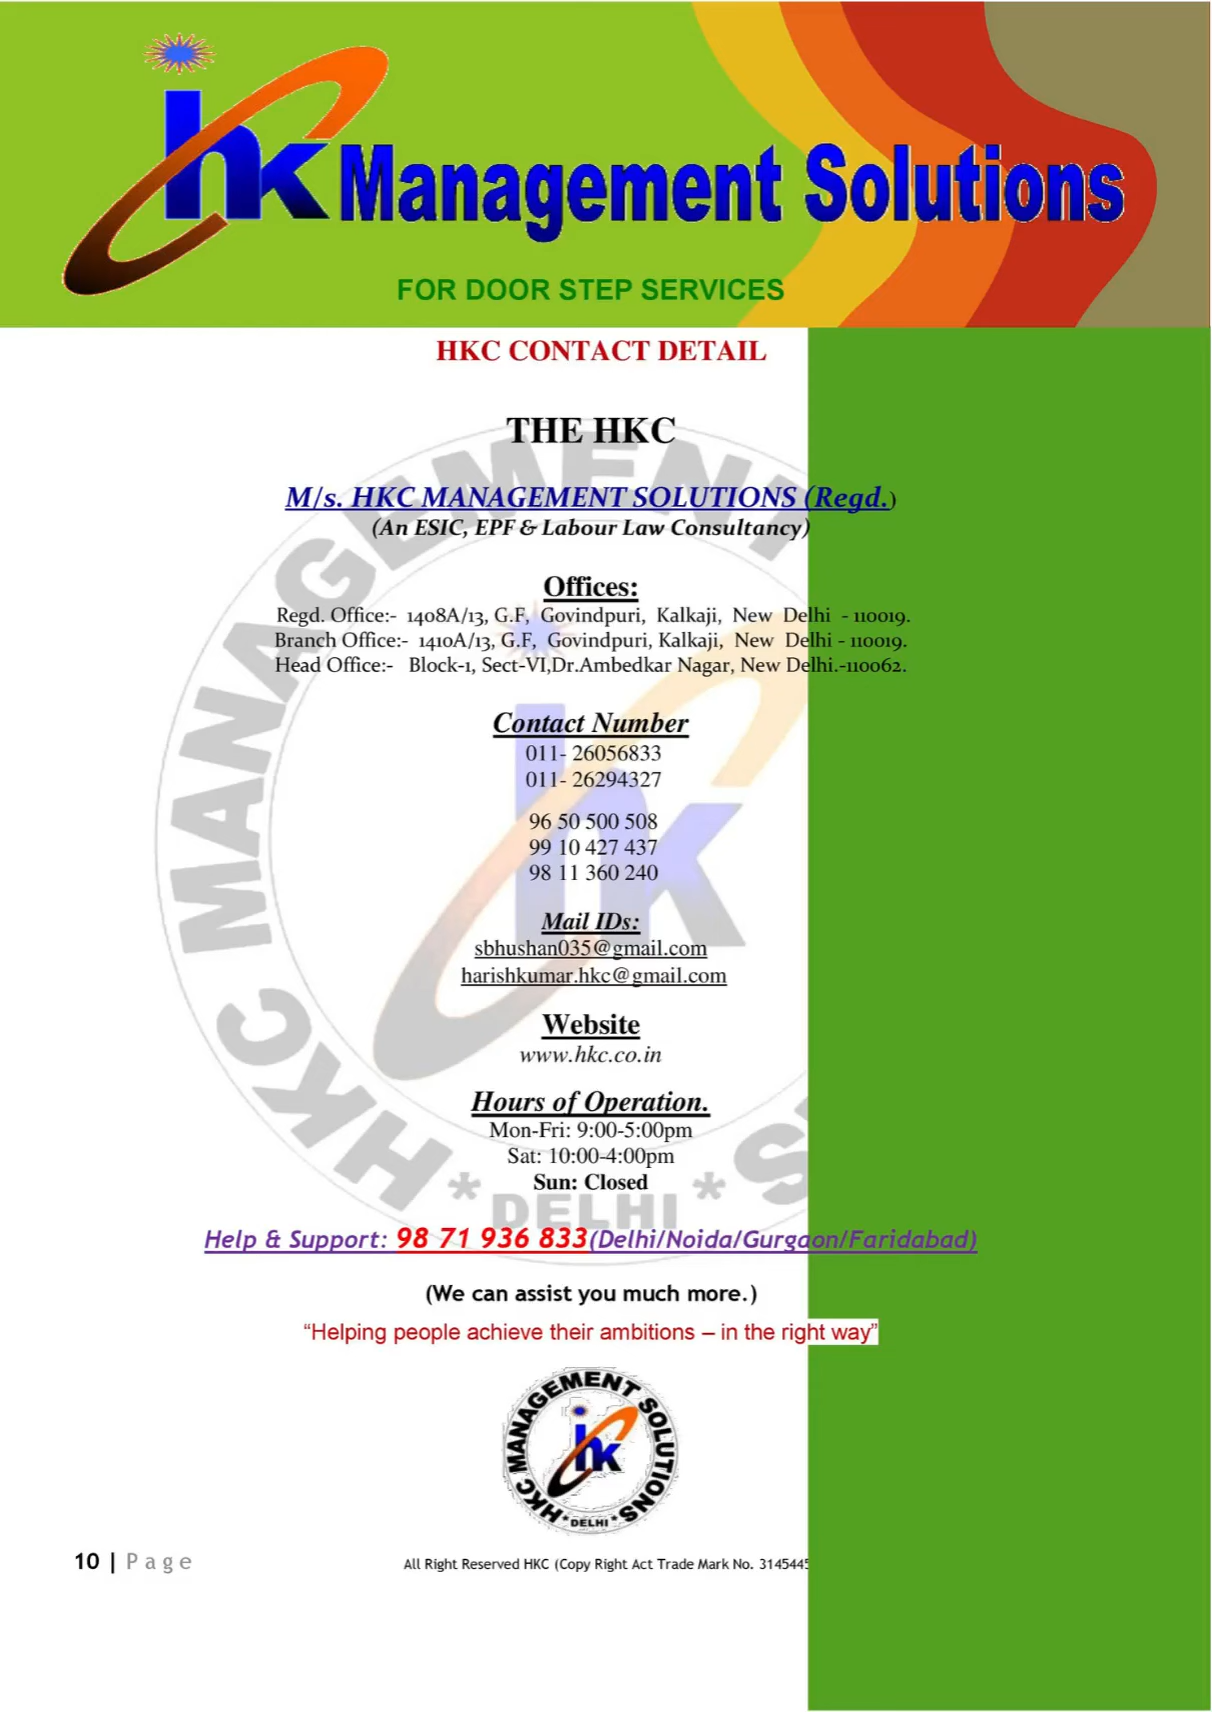 hk Management Solutions
FOR DOOR STEP SERVICES
HKC CONTACT DETAIL
THE HKC
M/s. HKC MANAGEMENT SOLUTIONS (Regd.)
(An ESIC, EPF & Labour Law Consultancy)
Offices:
Regd. Office:- 1408A/13, G.F, Govindpuri, Kalkaji, New Delhi - 110019.
Branch Office:- 1410A/13, G.F, Govindpuri, Kalkaji, New Delhi - 110019.
Head Office:- Block-1, Sect-VI,Dr.Ambedkar Nagar, New Delhi.-110062.
Contact Number
011- 26056833
011- 26294327
96 50 500 508
99 10 427 437
98 11 360 240
Mail IDs:
sbhushan035@gmail.com
harishkumar.hkc@gmail.com
Website
www.hkc.co.in
Hours of Operation.
Mon-Fri: 9:00-5:00pm
Sat: 10:00-4:00pm
Sun: Closed
HKC MANAGEMENT S
* DELHI *
hk
Help & Support: 98 71 936 833(Delhi/Noida/Gurgaon/Faridabad)
(We can assist you much more.)
“Helping people achieve their ambitions – in the right way”
HKC MANAGEMENT SOLUTIONS
hk
* DELHI *
10 | Page
All Right Reserved HKC (Copy Right Act Trade Mark No. 3145445